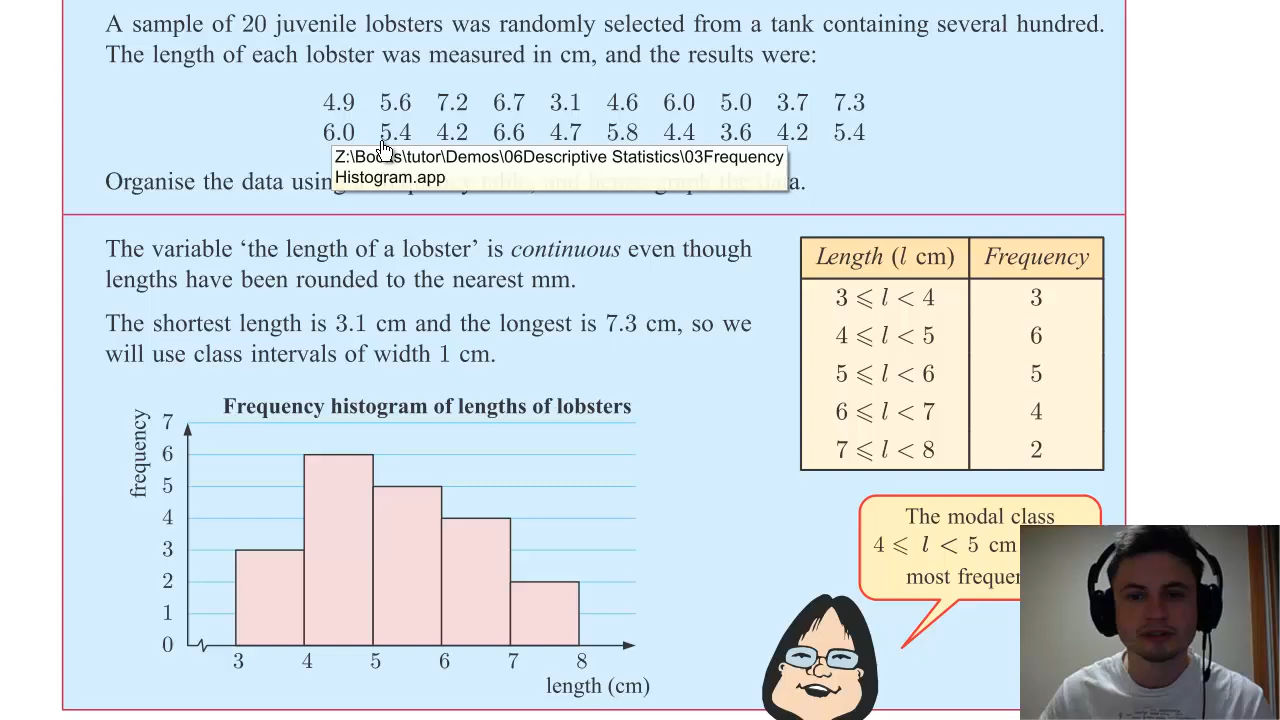 A sample of 20 juvenile lobsters was randomly selected from a tank containing several hundred.
The length of each lobster was measured in cm, and the results were:
4.9 5.6 7.2 6.7 3.1 4.6 6.0 5.0 3.7 7.3
6.0 5.4 4.2 6.6 4.7 5.8 4.4 3.6 4.2 5.4
Z:\Books\tutor\Demos\06Descriptive Statistics\03Frequency
Histogram.app
Organise the data using
The variable ‘the length of a lobster’ is continuous even though
lengths have been rounded to the nearest mm.
The shortest length is 3.1 cm and the longest is 7.3 cm, so we
will use class intervals of width 1 cm.
Length (l cm) Frequency
3 ⩽ l < 4 3
4 ⩽ l < 5 6
5 ⩽ l < 6 5
6 ⩽ l < 7 4
7 ⩽ l < 8 2
Frequency histogram of lengths of lobsters
frequency
7
6
5
4
3
2
1
0
3 4 5 6 7 8
length (cm)
The modal class
4 ⩽ l < 5 cm
most